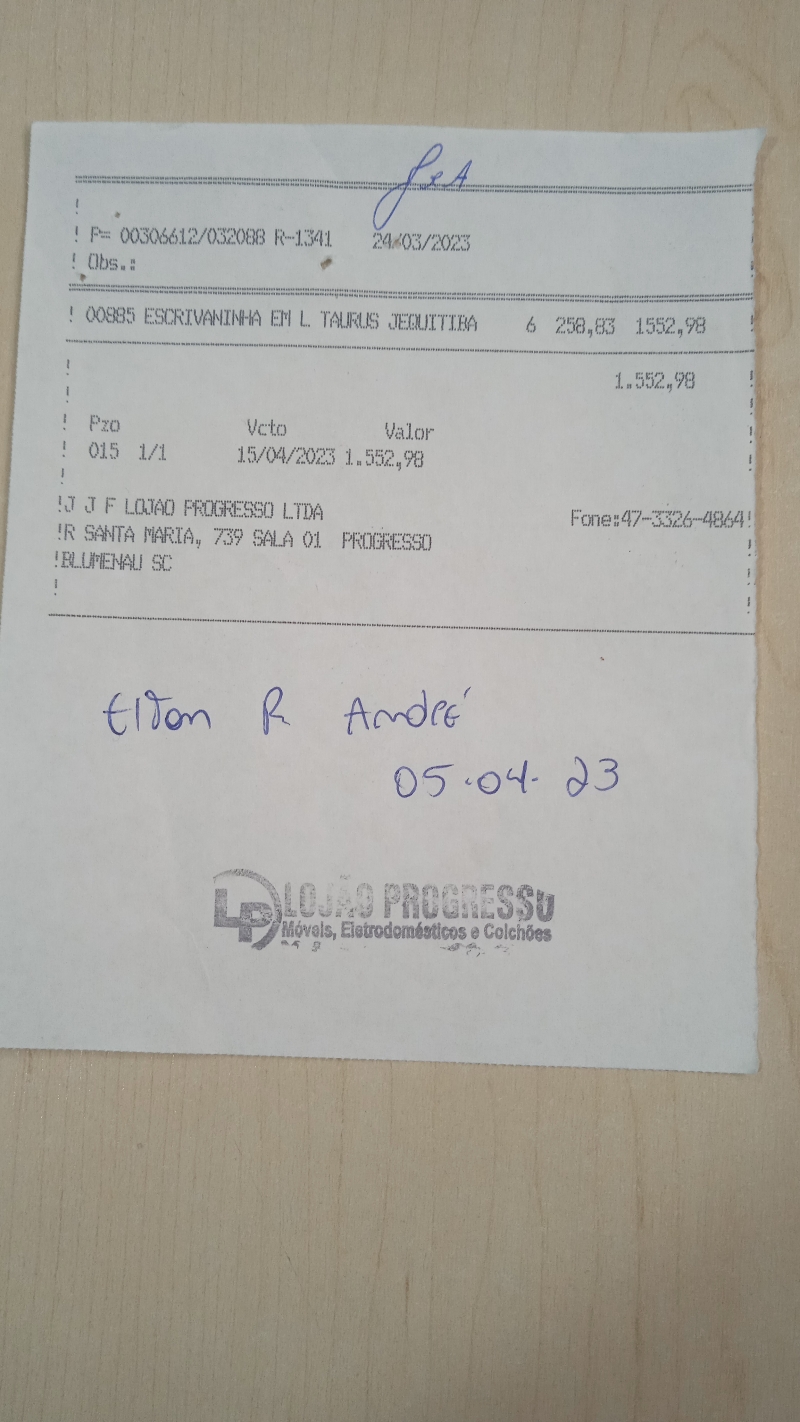 ! P= 00306612/032088 R-1341 24/03/2023
! Obs.:
! 00885 ESCRIVANINHA EM L TAURUS JEQUITIBA 6 258,83 1552,98 !
1.552,98 !
! Pzo Vcto Valor
! 015 1/1 15/04/2023 1.552,98
!J J F LOJAO PROGRESSO LTDA Fone:47-3326-4864!
!R SANTA MARIA, 739 SALA 01 PROGRESSO
!BLUMENAU SC
Elton R André
05-04-23
LP LOJÃO PROGRESSO
Móveis, Eletrodomésticos e Colchões